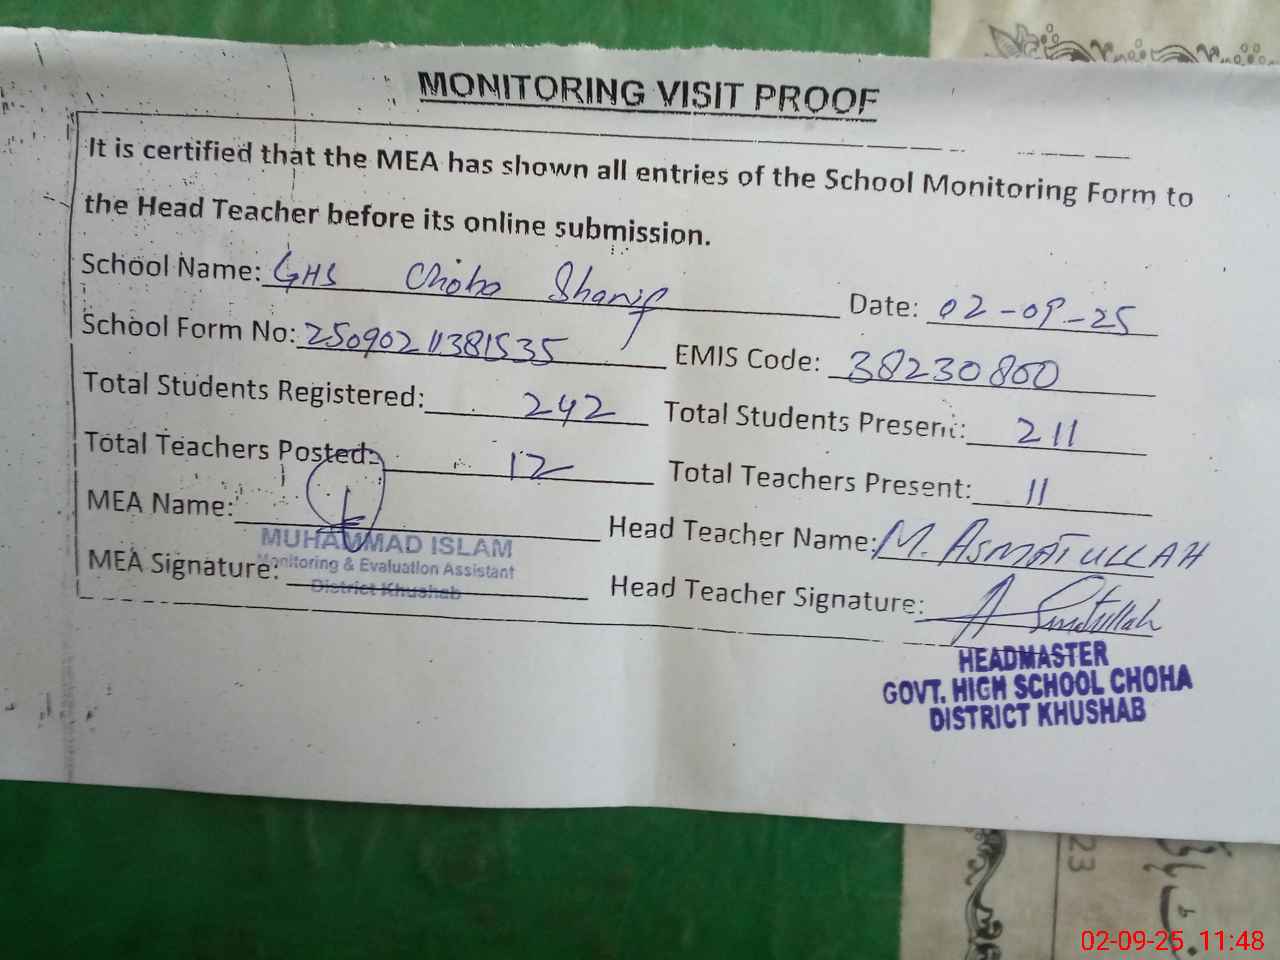 MONITORING VISIT PROOF
It is certified that the MEA has shown all entries of the School Monitoring Form to
the Head Teacher before its online submission.
School Name: GHS Choha Sharif Date: 02-09-25
School Form No: 25090211381535 EMIS Code: 38230800
Total Students Registered: 242 Total Students Present: 211
Total Teachers Posted: 12 Total Teachers Present: 11
MEA Name: Head Teacher Name: M. ASMATULLAH
MUHAMMAD ISLAM
Monitoring & Evaluation Assistant
District Khushab
MEA Signature: Head Teacher Signature: Asmatullah
HEADMASTER
GOVT. HIGH SCHOOL CHOHA
DISTRICT KHUSHAB
23
02-09-25 11:48